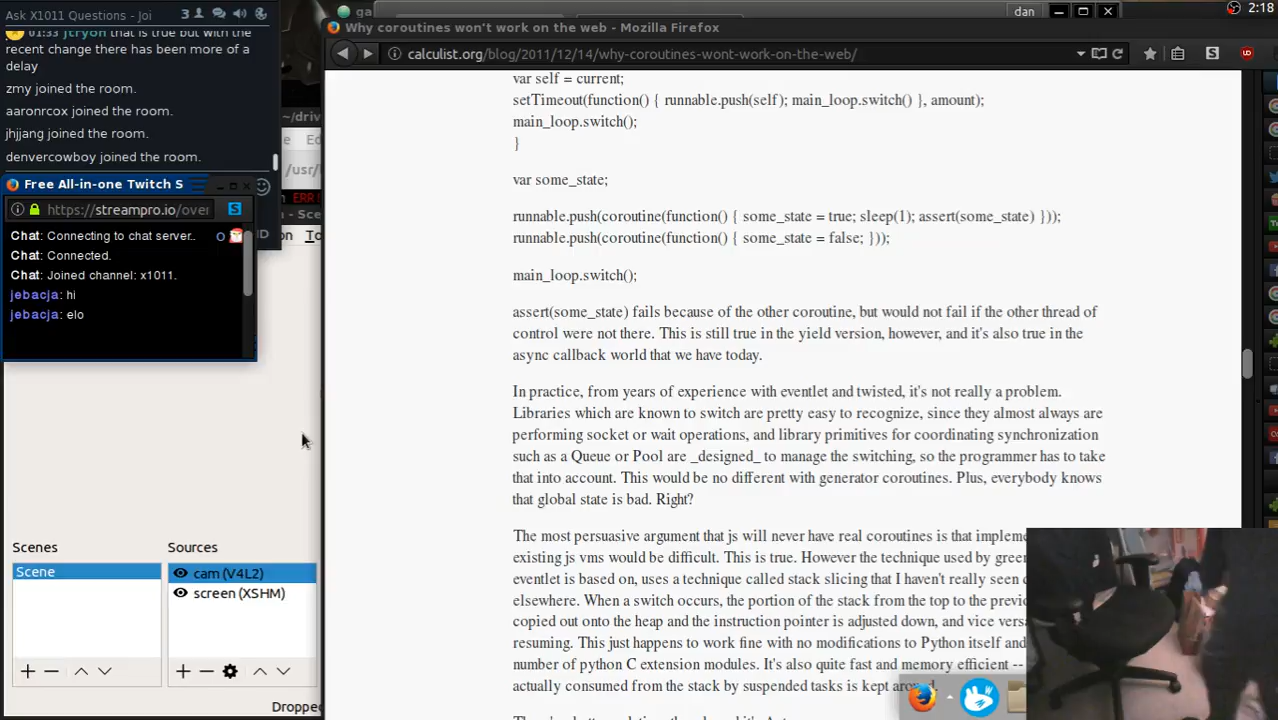 Ask X1011 Questions - Joi
3
01:33 jtryon that is true but with the
recent change there has been more of a
delay
zmy joined the room.
aaronrcox joined the room.
jhjjang joined the room.
denvercowboy joined the room.
Free All-in-one Twitch S
https://streampro.io/over
Chat: Connecting to chat server..
Chat: Connected.
Chat: Joined channel: x1011.
jebacja: hi
jebacja: elo
ga
dan
2:18
~/driv
/usr/
ERR
- Sce
To
Why coroutines won't work on the web - Mozilla Firefox
calculist.org/blog/2011/12/14/why-coroutines-wont-work-on-the-web/
var self = current;
setTimeout(function() { runnable.push(self); main_loop.switch() }, amount);
main_loop.switch();
}
var some_state;
runnable.push(coroutine(function() { some_state = true; sleep(1); assert(some_state) }));
runnable.push(coroutine(function() { some_state = false; }));
main_loop.switch();
assert(some_state) fails because of the other coroutine, but would not fail if the other thread of
control were not there. This is still true in the yield version, however, and it's also true in the
async callback world that we have today.
In practice, from years of experience with eventlet and twisted, it's not really a problem.
Libraries which are known to switch are pretty easy to recognize, since they almost always are
performing socket or wait operations, and library primitives for coordinating synchronization
such as a Queue or Pool are _designed_ to manage the switching, so the programmer has to take
that into account. This would be no different with generator coroutines. Plus, everybody knows
that global state is bad. Right?
The most persuasive argument that js will never have real coroutines is that implem
existing js vms would be difficult. This is true. However the technique used by green
eventlet is based on, uses a technique called stack slicing that I haven't really seen
elsewhere. When a switch occurs, the portion of the stack from the top to the previo
copied out onto the heap and the instruction pointer is adjusted down, and vice vers
resuming. This just happens to work fine with no modifications to Python itself and
number of python C extension modules. It's also quite fast and memory efficient --
actually consumed from the stack by suspended tasks is kept
Scenes
Sources
Scene
cam (V4L2)
screen (XSHM)
Dropped